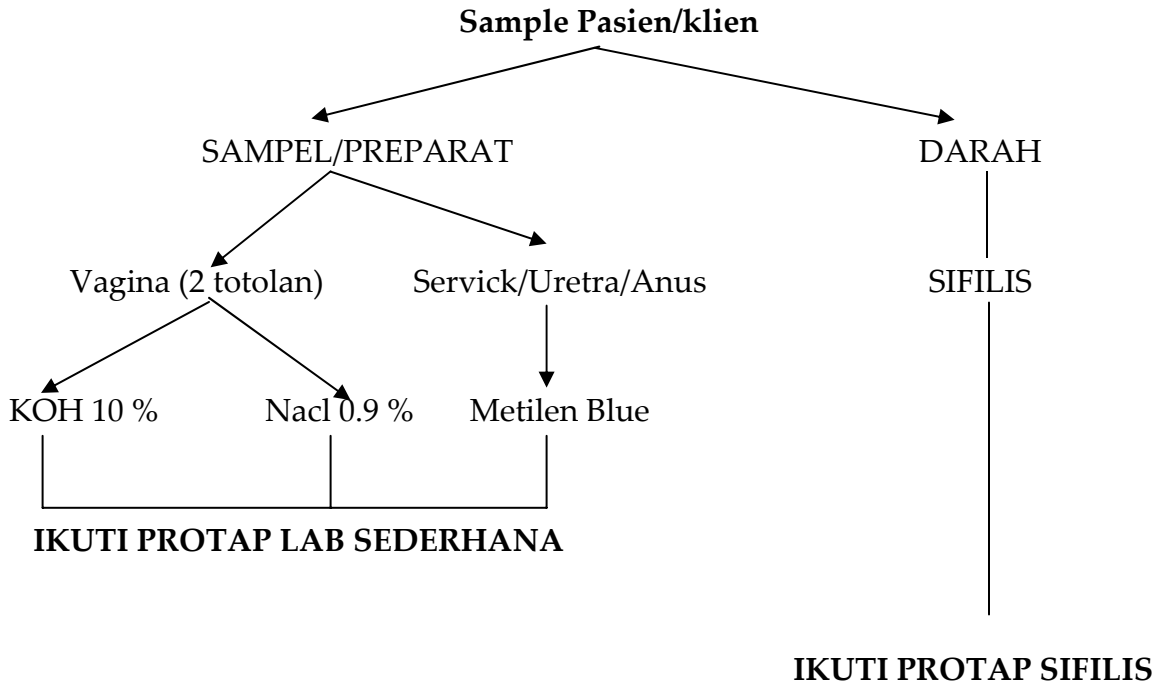 Sample Pasien/klien
SAMPEL/PREPARAT
DARAH
Vagina (2 totolan)
Servick/Uretra/Anus
SIFILIS
KOH 10 %
Nacl 0.9 %
Metilen Blue
IKUTI PROTAP LAB SEDERHANA
IKUTI PROTAP SIFILIS